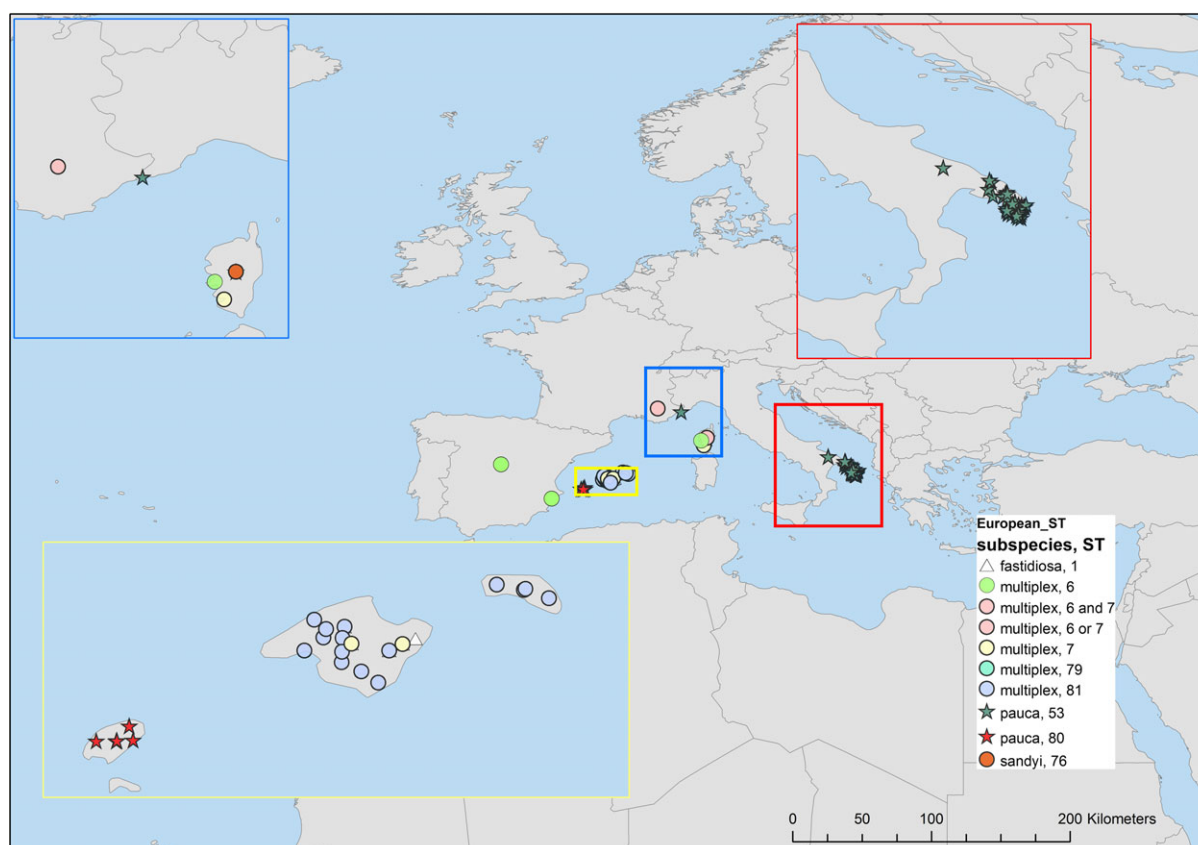 European_ST
subspecies, ST
fastidiosa, 1
multiplex, 6
multiplex, 6 and 7
multiplex, 6 or 7
multiplex, 7
multiplex, 79
multiplex, 81
pauca, 53
pauca, 80
sandyi, 76
0 50 100 200 Kilometers